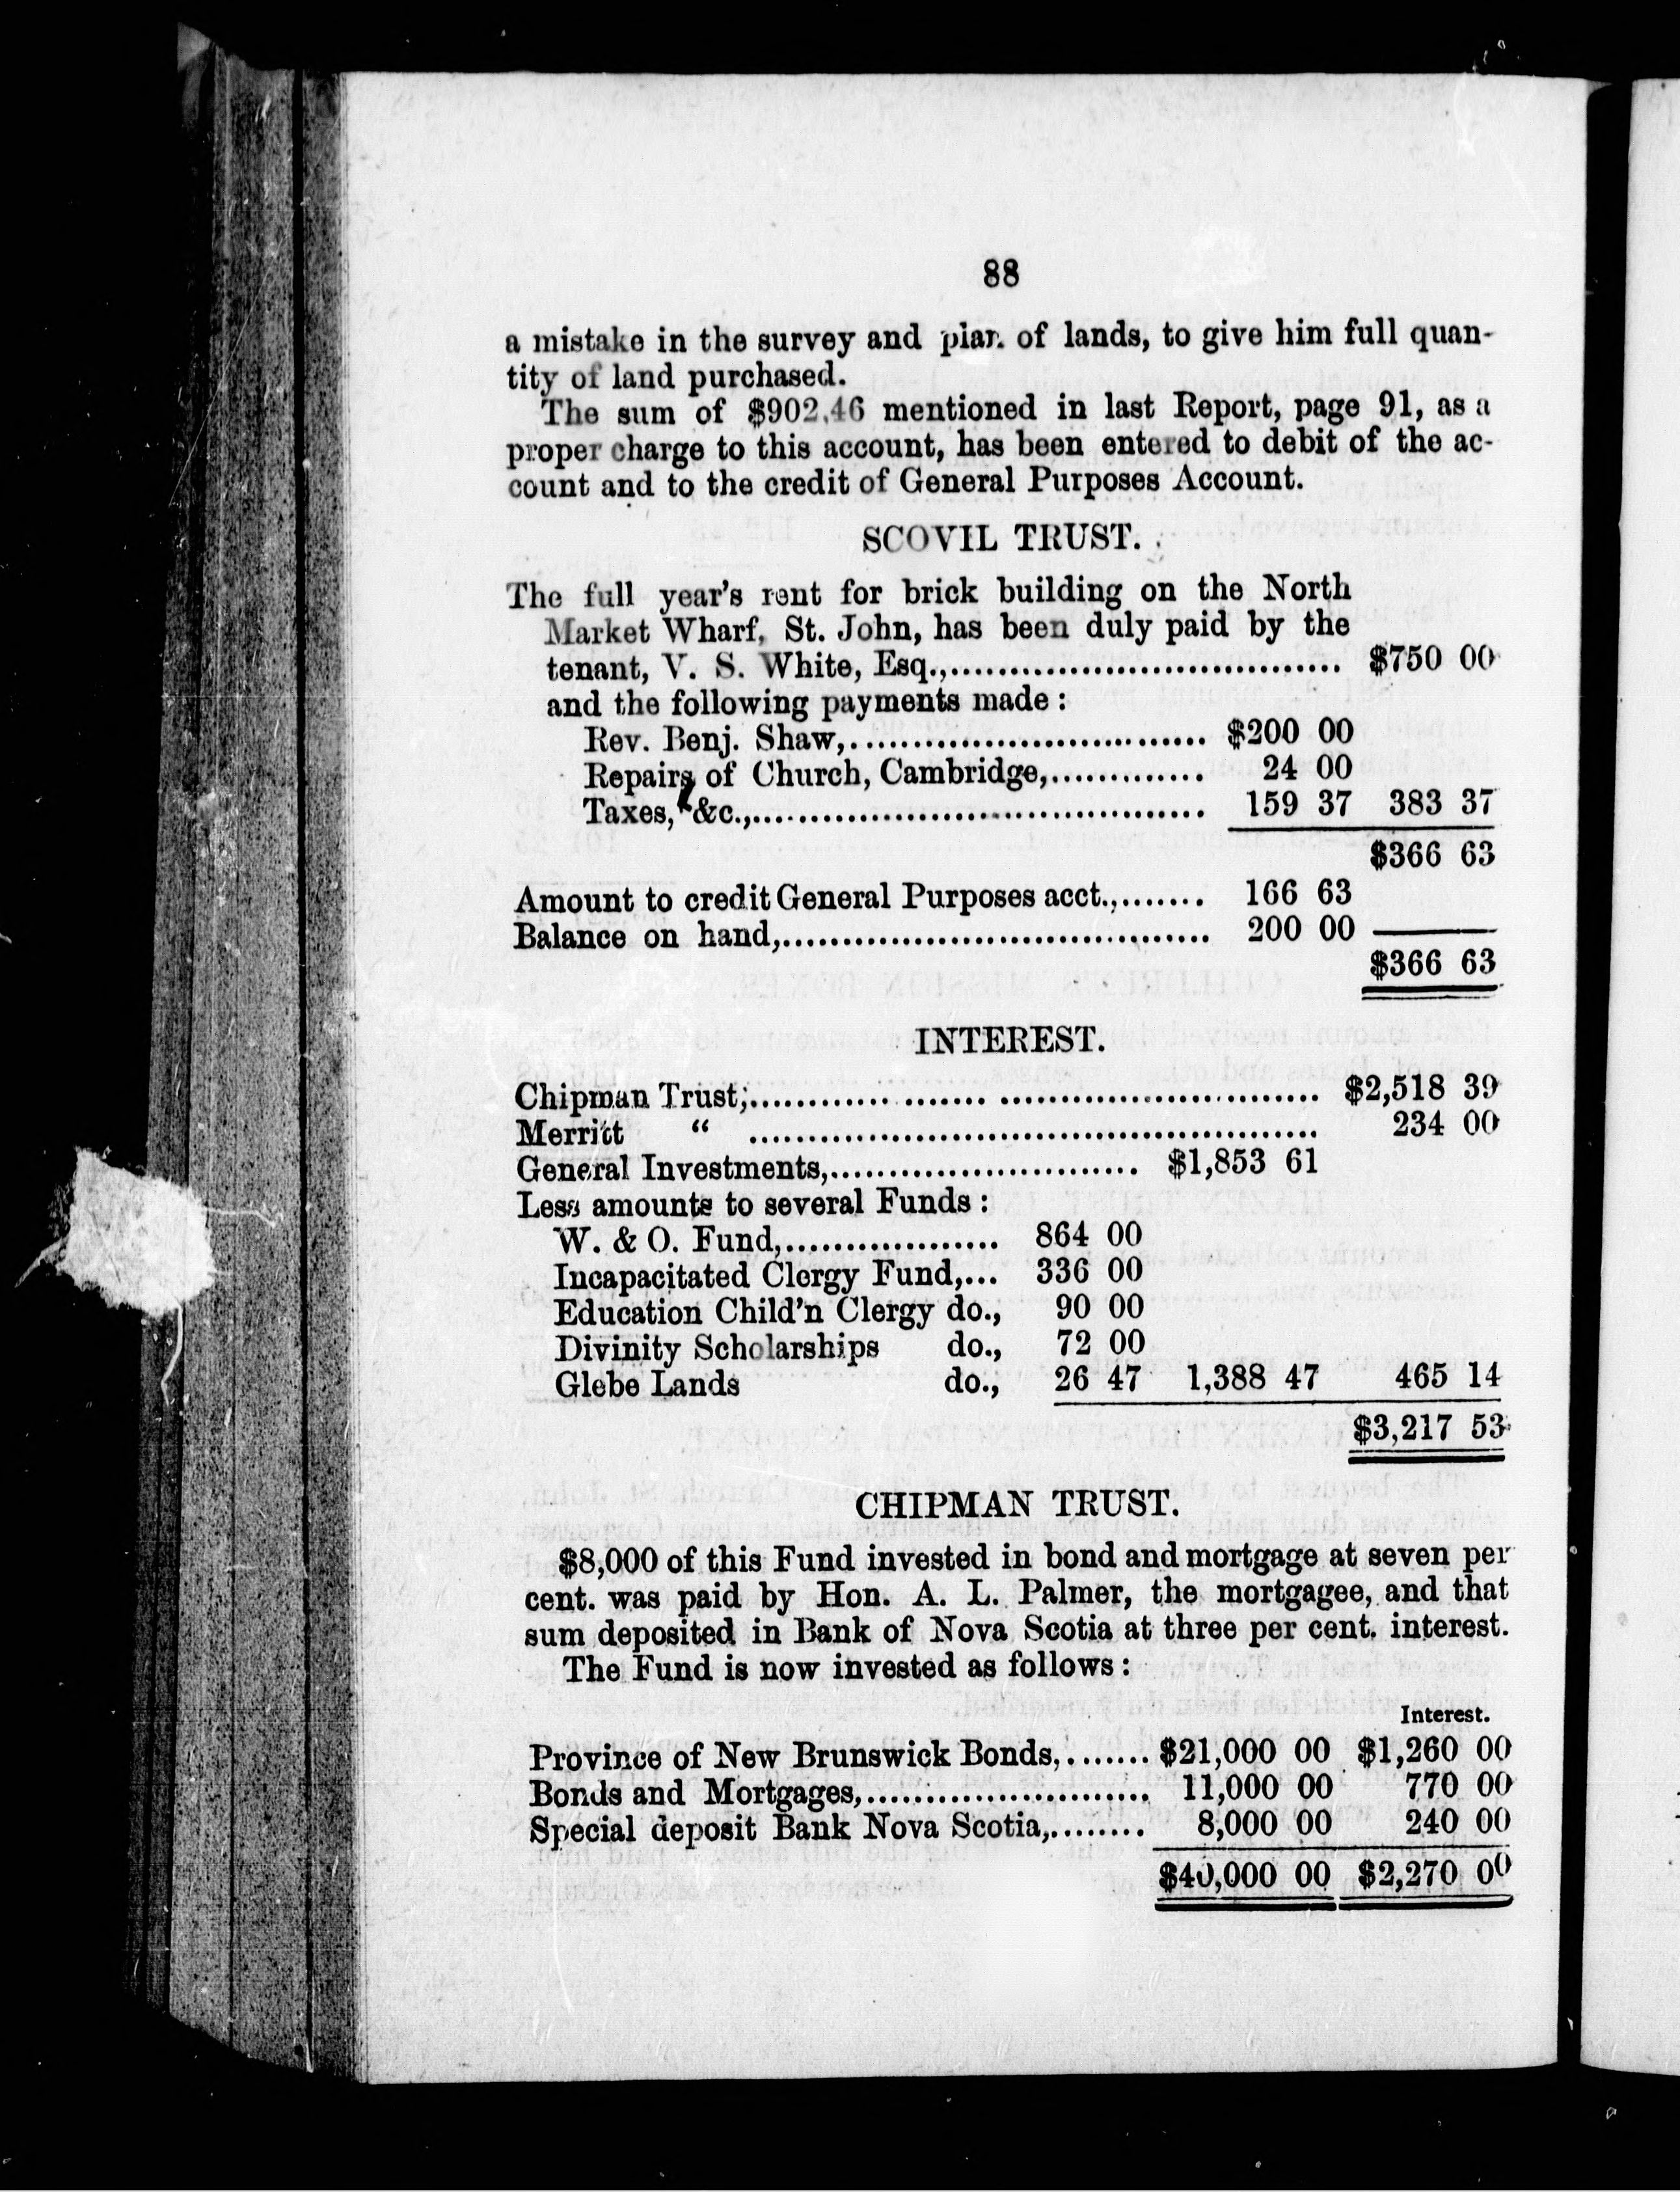 88
a mistake in the survey and plan of lands, to give him full quan-
tity of land purchased.
The sum of $902.46 mentioned in last Report, page 91, as a
proper charge to this account, has been entered to debit of the ac-
count and to the credit of General Purposes Account.
SCOVIL TRUST.
The full year's rent for brick building on the North
Market Wharf, St. John, has been duly paid by the
tenant, V. S. White, Esq.,................................. $750 00
and the following payments made :
Rev. Benj. Shaw,.............................. $200 00
Repairs of Church, Cambridge,............. 24 00
Taxes, &c.,...................................... 159 37 383 37
$366 63
Amount to credit General Purposes acct.,....... 166 63
Balance on hand,.................................... 200 00
$366 63
INTEREST.
Chipman Trust,................................................ $2,518 39
Merritt “ ................................................ 234 00
General Investments,.......................... $1,853 61
Less amounts to several Funds :
W. & O. Fund,.................. 864 00
Incapacitated Clergy Fund,... 336 00
Education Child'n Clergy do., 90 00
Divinity Scholarships do., 72 00
Glebe Lands do., 26 47 1,388 47 465 14
$3,217 53
CHIPMAN TRUST.
$8,000 of this Fund invested in bond and mortgage at seven per
cent. was paid by Hon. A. L. Palmer, the mortgagee, and that
sum deposited in Bank of Nova Scotia at three per cent. interest.
The Fund is now invested as follows :
Interest.
Province of New Brunswick Bonds,........ $21,000 00 $1,260 00
Bonds and Mortgages,........................ 11,000 00 770 00
Special deposit Bank Nova Scotia,........ 8,000 00 240 00
$40,000 00 $2,270 00